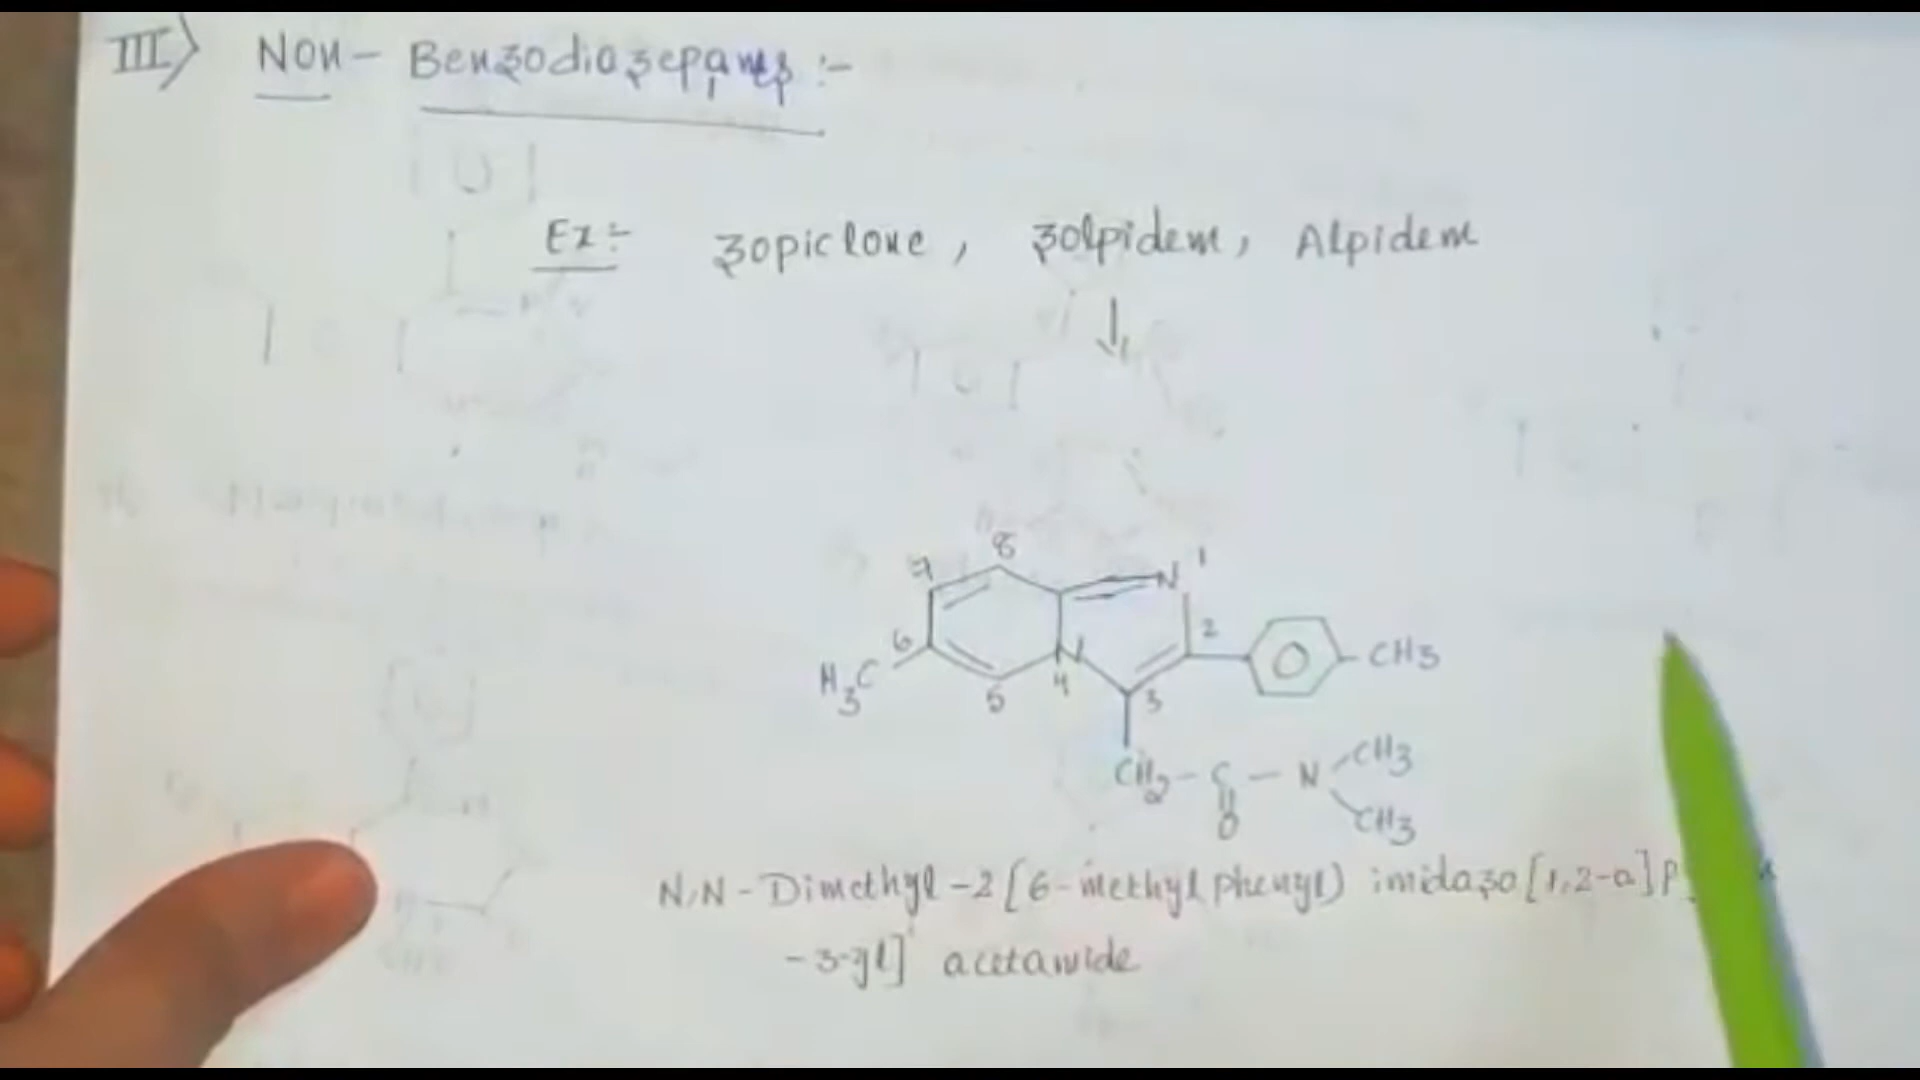 III) Non-Benzodiazepines :-
Ex:- Zopiclone, Zolpidem, Alpidem
8
7
N 1
6
2
H3C
CH3
N
5
4
3
CH2-C-N
CH3
O
CH3
N,N-Dimethyl-2[6-methyl phenyl) imidazo[1,2-a]
-3-yl] acetamide